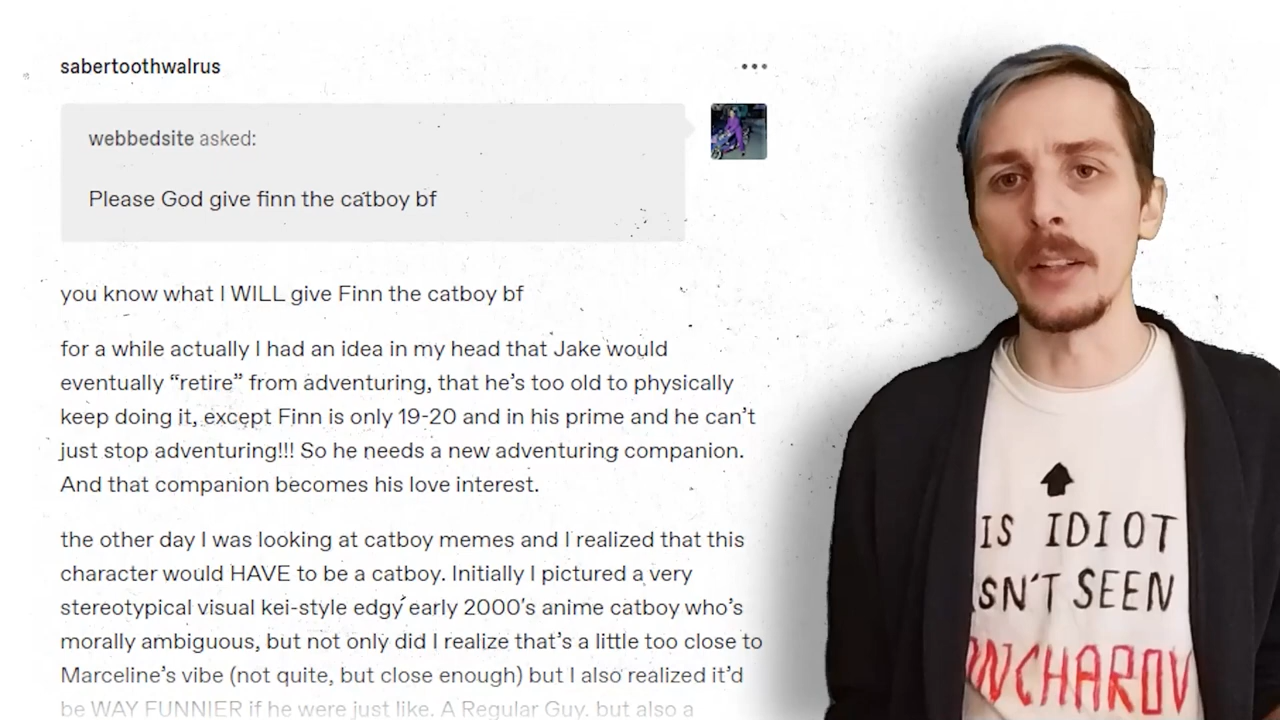 sabertoothwalrus
webbedsite asked:
Please God give finn the catboy bf
you know what I WILL give Finn the catboy bf
for a while actually I had an idea in my head that Jake would
eventually “retire” from adventuring, that he’s too old to physically
keep doing it, except Finn is only 19-20 and in his prime and he can’t
just stop adventuring!!! So he needs a new adventuring companion.
And that companion becomes his love interest.
the other day I was looking at catboy memes and I realized that this
character would HAVE to be a catboy. Initially I pictured a very
stereotypical visual kei-style edgy early 2000’s anime catboy who’s
morally ambiguous, but not only did I realize that’s a little too close to
Marceline’s vibe (not quite, but close enough) but I also realized it’d
be WAY FUNNIER if he were just like. A Regular Guy. but also a
IS IDIOT
SN'T SEEN
NCHAROV